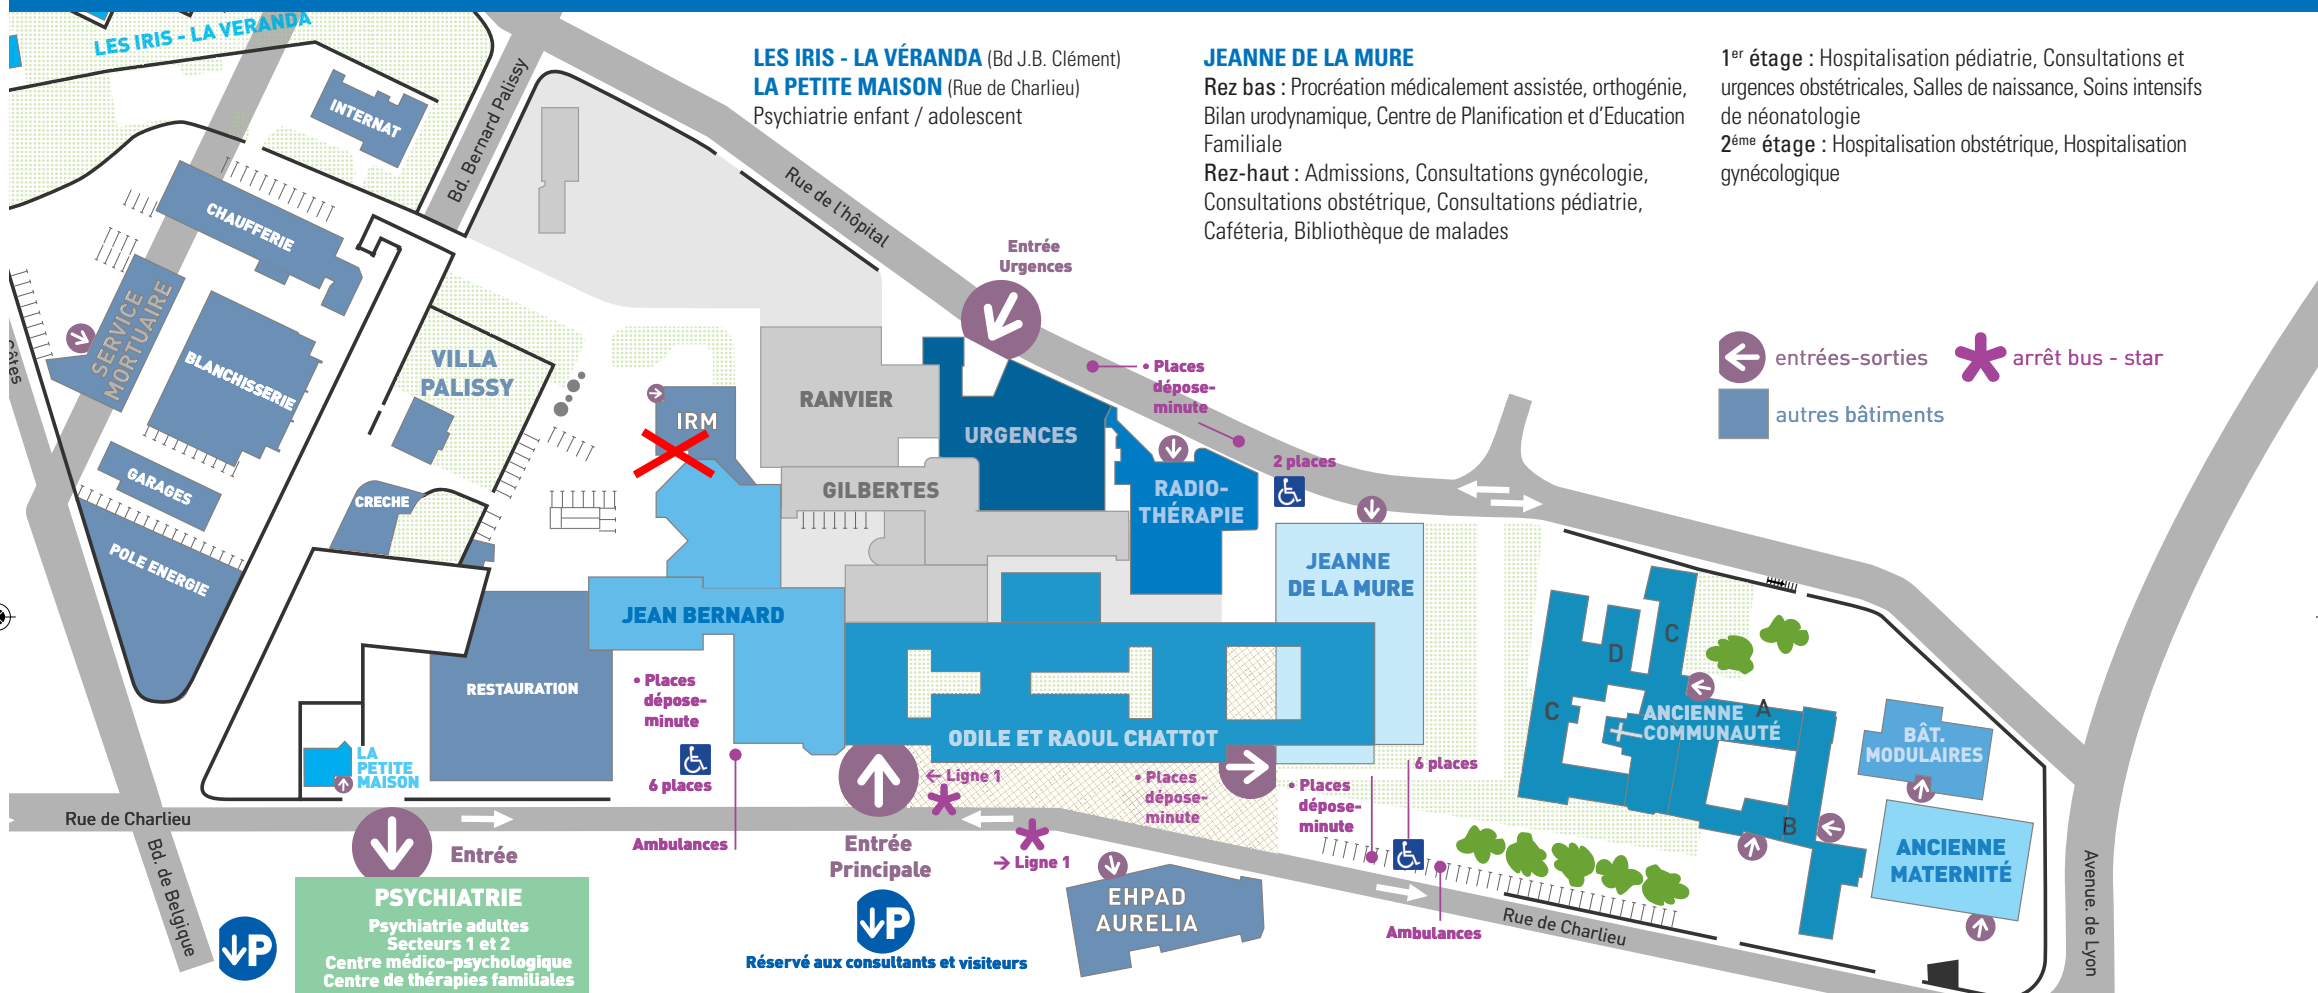 LES IRIS - LA VERANDA
LES IRIS - LA VÉRANDA (Bd J.B. Clément)
LA PETITE MAISON (Rue de Charlieu)
Psychiatrie enfant / adolescent
JEANNE DE LA MURE
Rez bas : Procréation médicalement assistée, orthogénie,
Bilan urodynamique, Centre de Planification et d'Education
Familiale
Rez-haut : Admissions, Consultations gynécologie,
Consultations obstétrique, Consultations pédiatrie,
Caféteria, Bibliothèque de malades
1er étage : Hospitalisation pédiatrie, Consultations et
urgences obstétricales, Salles de naissance, Soins intensifs
de néonatologie
2éme étage : Hospitalisation obstétrique, Hospitalisation
gynécologique
entrées-sorties
arrêt bus - star
autres bâtiments
INTERNAT
Bd. Bernard Palissy
Rue de l'hôpital
CHAUFFERIE
SERVICE
MORTUAIRE
BLANCHISSERIE
GARAGES
POLE ENERGIE
VILLA
PALISSY
CRECHE
IRM
RANVIER
GILBERTES
Entrée
Urgences
URGENCES
• Places
dépose-
minute
2 places
RADIO-
THÉRAPIE
JEANNE
DE LA MURE
JEAN BERNARD
RESTAURATION
• Places
dépose-
minute
6 places
Ambulances
ODILE ET RAOUL CHATTOT
← Ligne 1
→ Ligne 1
• Places
dépose-
minute
• Places
dépose-
minute
6 places
Ambulances
C
D
C
A
B
ANCIENNE
COMMUNAUTÉ
BÂT.
MODULAIRES
ANCIENNE
MATERNITÉ
LA
PETITE
MAISON
Rue de Charlieu
Bd. de Belgique
Entrée
PSYCHIATRIE
Psychiatrie adultes
Secteurs 1 et 2
Centre médico-psychologique
Centre de thérapies familiales
P
Entrée
Principale
P
Réservé aux consultants et visiteurs
EHPAD
AURELIA
Rue de Charlieu
Avenue. de Lyon